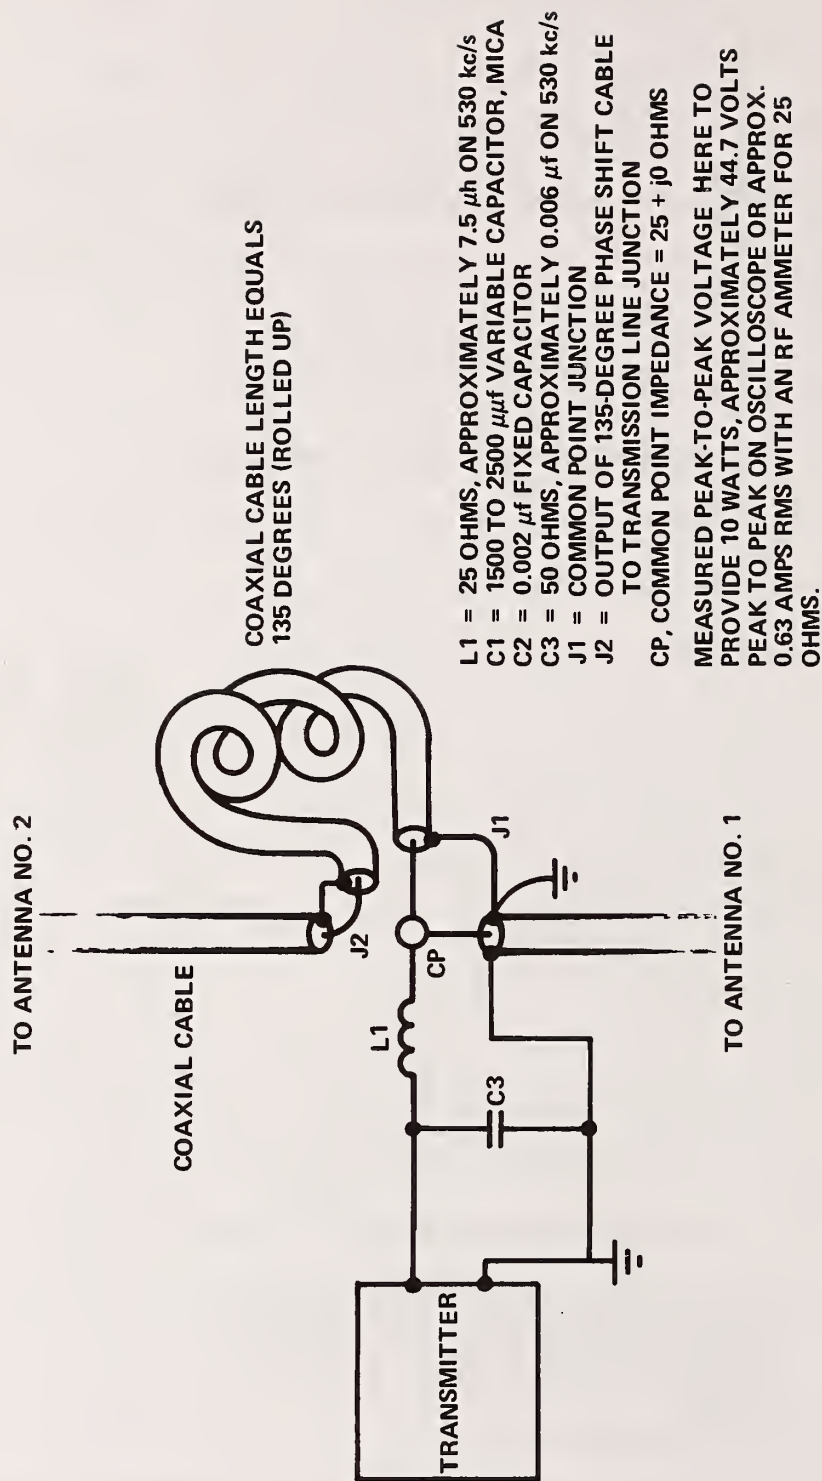 TO ANTENNA NO. 2
COAXIAL CABLE
COAXIAL CABLE LENGTH EQUALS
135 DEGREES (ROLLED UP)
J2
L1
CP
J1
C3
TRANSMITTER
TO ANTENNA NO. 1
L1 = 25 OHMS, APPROXIMATELY 7.5 μh ON 530 kc/s
C1 = 1500 TO 2500 μμf VARIABLE CAPACITOR, MICA
C2 = 0.002 μf FIXED CAPACITOR
C3 = 50 OHMS, APPROXIMATELY 0.006 μf ON 530 kc/s
J1 = COMMON POINT JUNCTION
J2 = OUTPUT OF 135-DEGREE PHASE SHIFT CABLE
TO TRANSMISSION LINE JUNCTION
CP, COMMON POINT IMPEDANCE = 25 + j0 OHMS
MEASURED PEAK-TO-PEAK VOLTAGE HERE TO
PROVIDE 10 WATTS, APPROXIMATELY 44.7 VOLTS
PEAK TO PEAK ON OSCILLOSCOPE OR APPROX.
0.63 AMPS RMS WITH AN RF AMMETER FOR 25
OHMS.